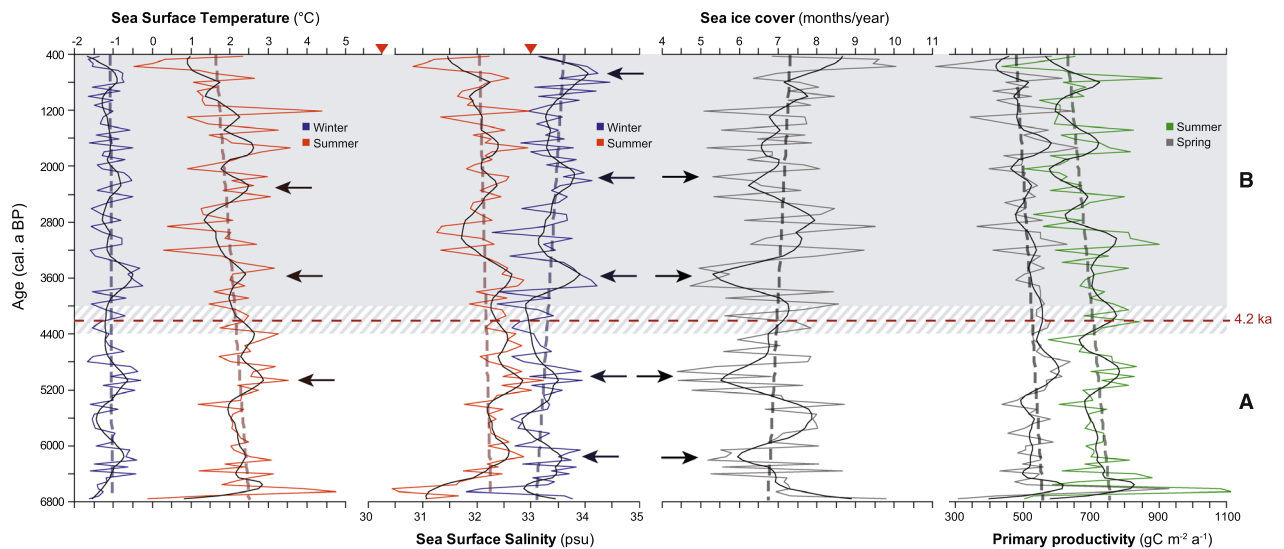 Sea Surface Temperature (°C)
Sea ice cover (months/year)
-2 -1 0 1 2 3 4 5
4 5 6 7 8 9 10 11
400
1200
2000
2800
3600
4400
5200
6000
6800
Age (cal. a BP)
Winter
Summer
Winter
Summer
Summer
Spring
B
4.2 ka
A
30 31 32 33 34 35
300 500 700 900 1100
Sea Surface Salinity (psu)
Primary productivity (gC m⁻² a⁻¹)